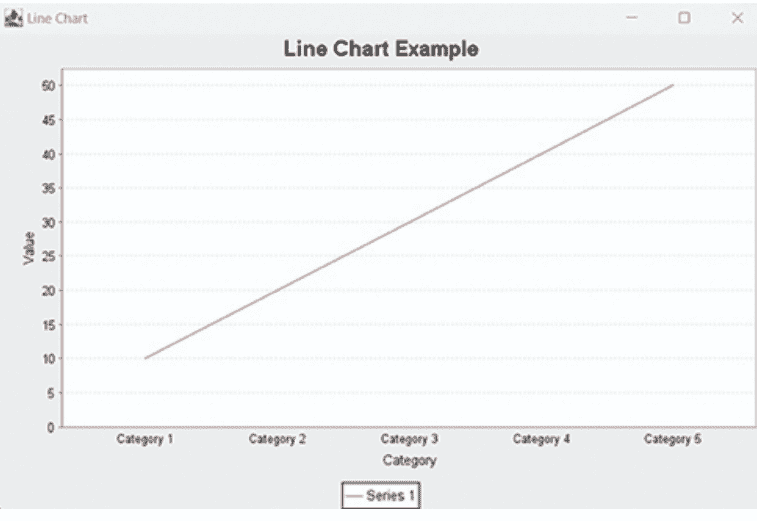 Line Chart
Line Chart Example
50
45
40
35
30
25
20
15
10
5
0
Value
Category 1 Category 2 Category 3 Category 4 Category 5
Category
Series 1